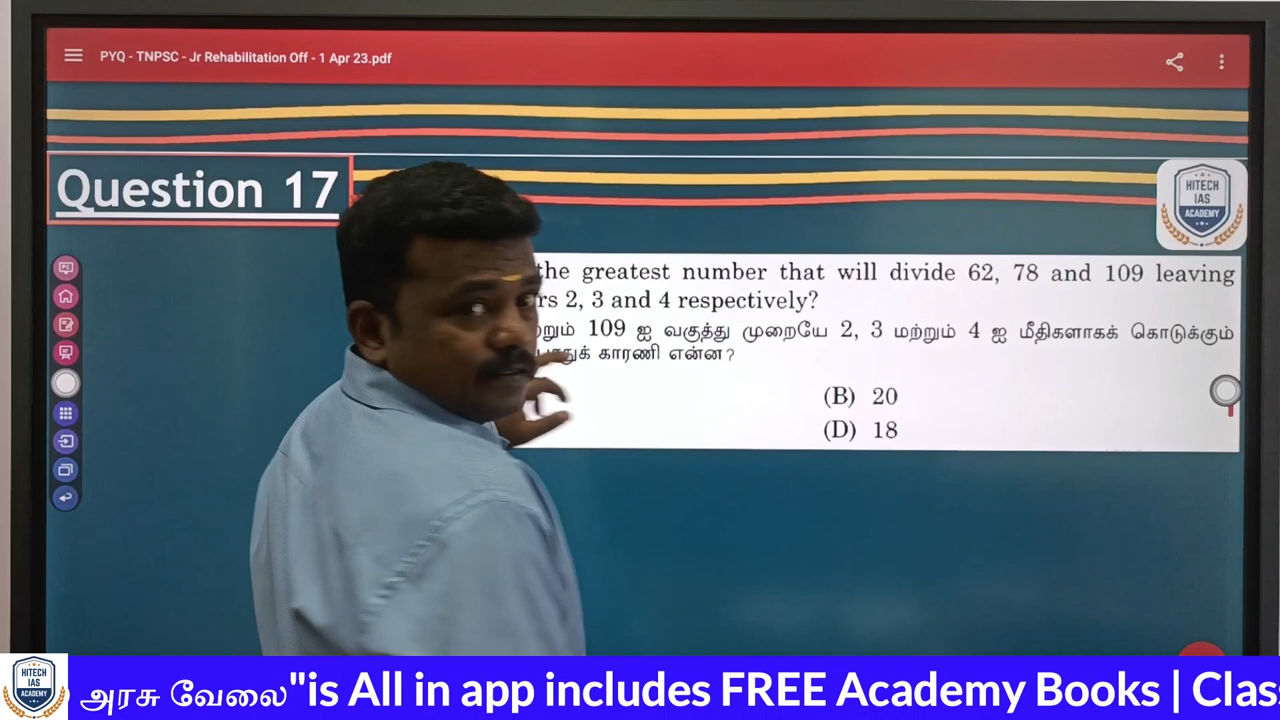 PYQ - TNPSC - Jr Rehabilitation Off - 1 Apr 23.pdf
Question 17
HITECH
IAS
ACADEMY
the greatest number that will divide 62, 78 and 109 leaving
rs 2, 3 and 4 respectively?
றும் 109 ஐ வகுத்து முறையே 2, 3 மற்றும் 4 ஐ மீதிகளாகக் கொடுக்கும்
காரணி என்ன?
(B) 20
(D) 18
HITECH
IAS
ACADEMY
அரசு வேலை"is All in app includes FREE Academy Books | Clas